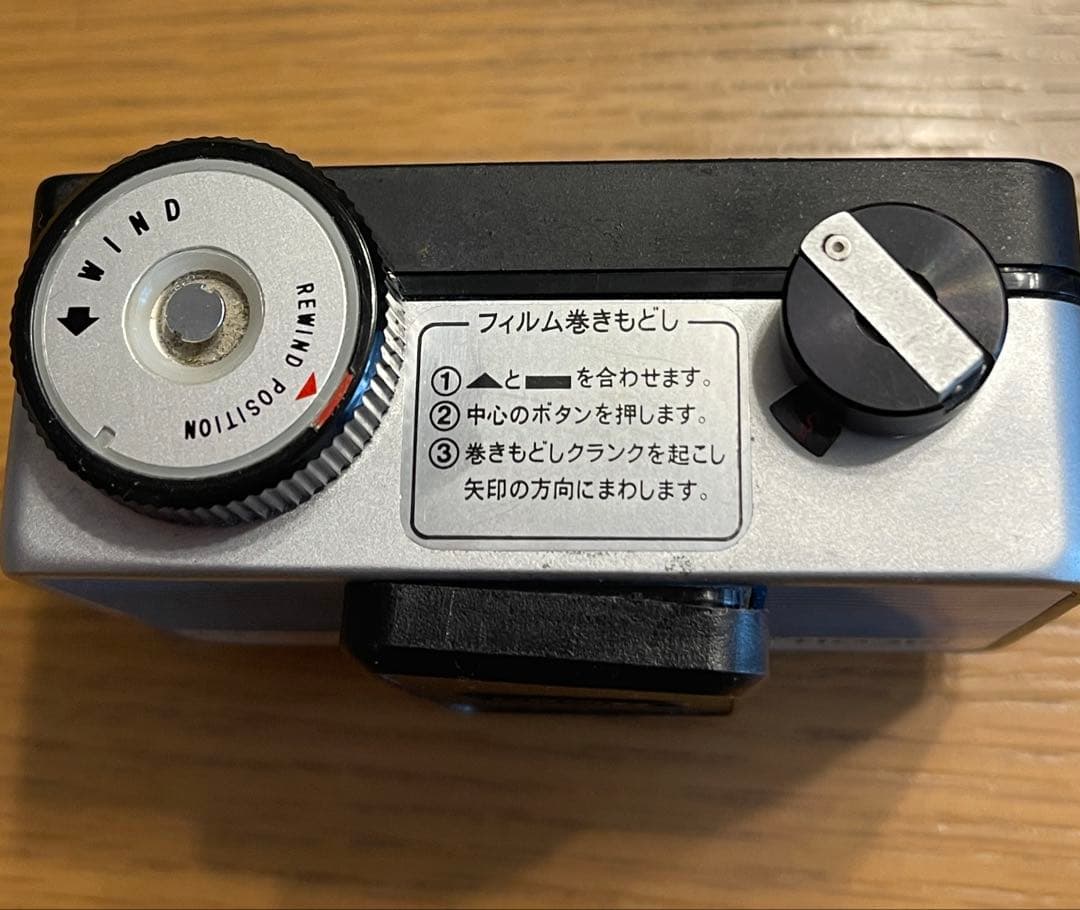 WIND
REWIND POSITION
フィルム巻きもどし
①▲と▬を合わせます。
②中心のボタンを押します。
③巻きもどしクランクを起こし
矢印の方向にまわします。